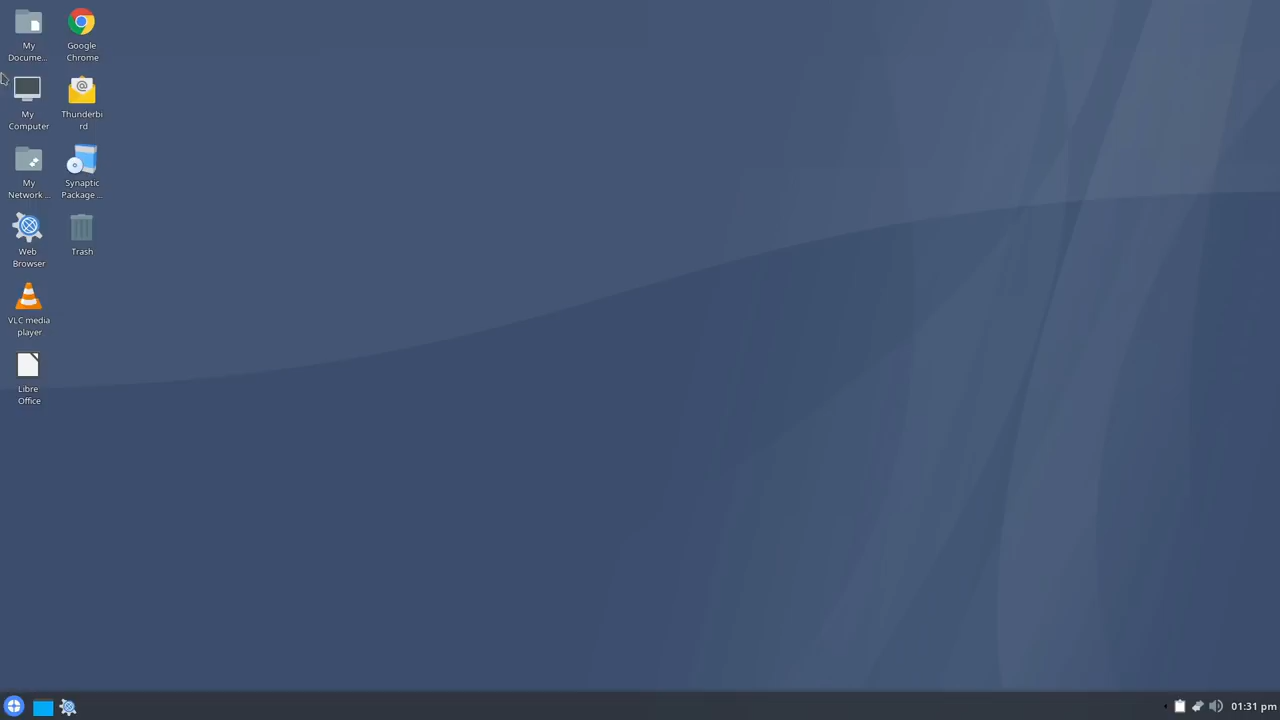 My
Docume...
Google
Chrome
My
Computer
Thunderbi
rd
My
Network ...
Synaptic
Package ...
Web
Browser
Trash
VLC media
player
Libre
Office
01:31 pm